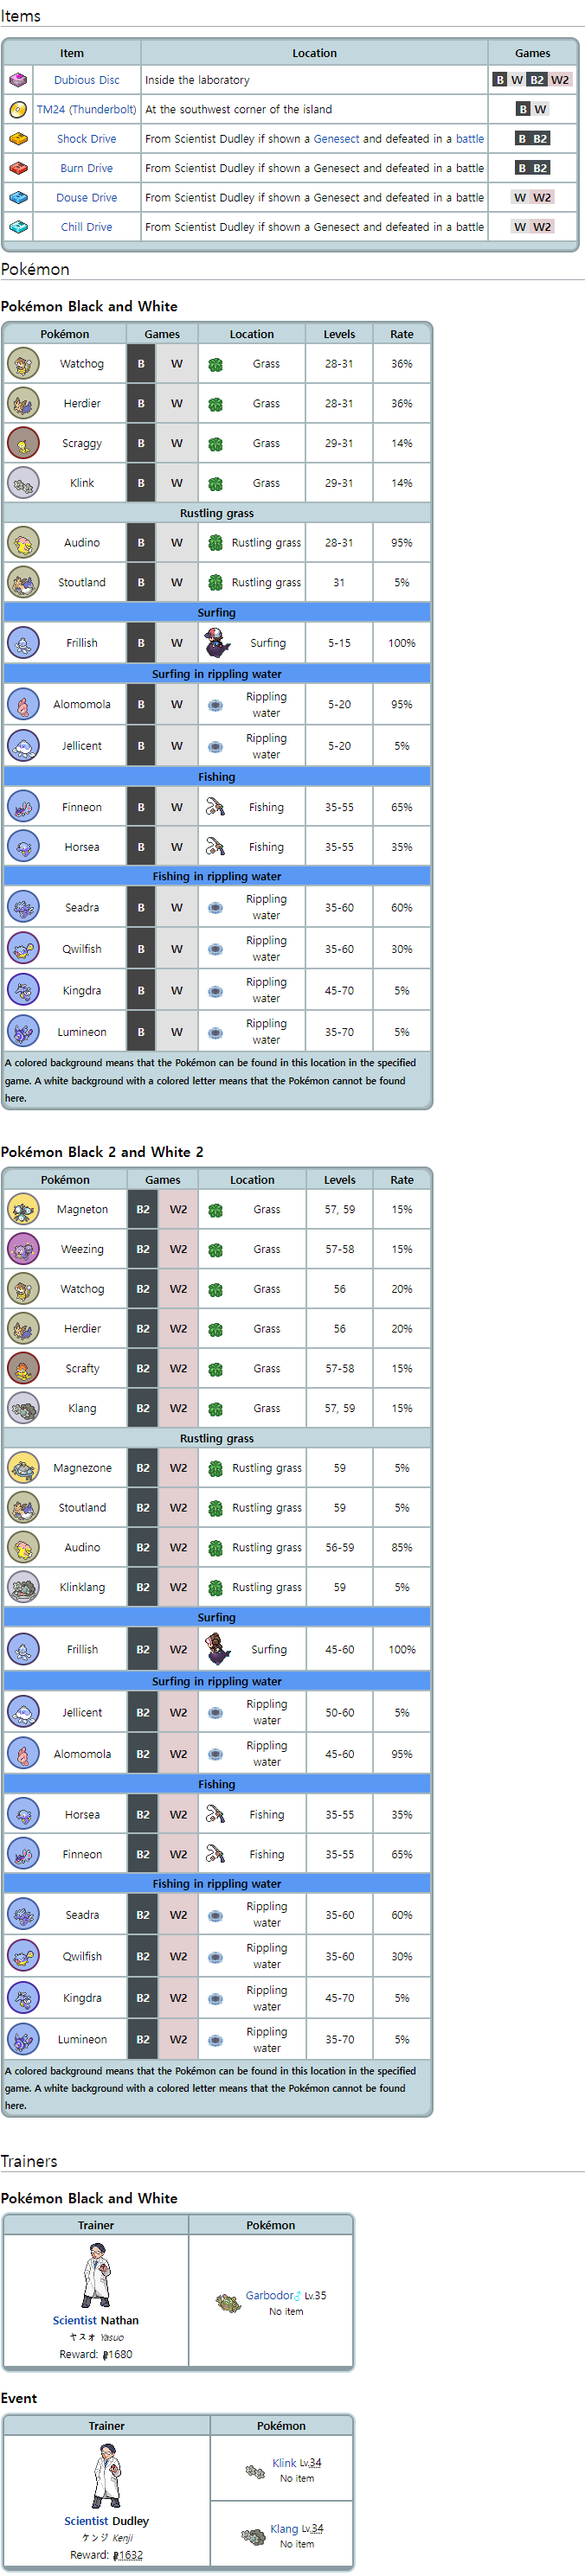 Items
Item Location Games
Dubious Disc Inside the laboratory B W B2 W2
TM24 (Thunderbolt) At the southwest corner of the island B W
Shock Drive From Scientist Dudley if shown a Genesect and defeated in a battle B B2
Burn Drive From Scientist Dudley if shown a Genesect and defeated in a battle B B2
Douse Drive From Scientist Dudley if shown a Genesect and defeated in a battle W W2
Chill Drive From Scientist Dudley if shown a Genesect and defeated in a battle W W2
Pokémon
Pokémon Black and White
Pokémon Games Location Levels Rate
Watchog B W Grass 28-31 36%
Herdier B W Grass 28-31 36%
Scraggy B W Grass 29-31 14%
Klink B W Grass 29-31 14%
Rustling grass
Audino B W Rustling grass 28-31 95%
Stoutland B W Rustling grass 31 5%
Surfing
Frillish B W Surfing 5-15 100%
Surfing in rippling water
Alomomola B W Rippling water 5-20 95%
Jellicent B W Rippling water 5-20 5%
Fishing
Finneon B W Fishing 35-55 65%
Horsea B W Fishing 35-55 35%
Fishing in rippling water
Seadra B W Rippling water 35-60 60%
Qwilfish B W Rippling water 35-60 30%
Kingdra B W Rippling water 45-70 5%
Lumineon B W Rippling water 35-70 5%
A colored background means that the Pokémon can be found in this location in the specified
game. A white background with a colored letter means that the Pokémon cannot be found
here.
Pokémon Black 2 and White 2
Pokémon Games Location Levels Rate
Magneton B2 W2 Grass 57, 59 15%
Weezing B2 W2 Grass 57-58 15%
Watchog B2 W2 Grass 56 20%
Herdier B2 W2 Grass 56 20%
Scrafty B2 W2 Grass 57-58 15%
Klang B2 W2 Grass 57, 59 15%
Rustling grass
Magnezone B2 W2 Rustling grass 59 5%
Stoutland B2 W2 Rustling grass 59 5%
Audino B2 W2 Rustling grass 56-59 85%
Klinklang B2 W2 Rustling grass 59 5%
Surfing
Frillish B2 W2 Surfing 45-60 100%
Surfing in rippling water
Jellicent B2 W2 Rippling water 50-60 5%
Alomomola B2 W2 Rippling water 45-60 95%
Fishing
Horsea B2 W2 Fishing 35-55 35%
Finneon B2 W2 Fishing 35-55 65%
Fishing in rippling water
Seadra B2 W2 Rippling water 35-60 60%
Qwilfish B2 W2 Rippling water 35-60 30%
Kingdra B2 W2 Rippling water 45-70 5%
Lumineon B2 W2 Rippling water 35-70 5%
A colored background means that the Pokémon can be found in this location in the specified
game. A white background with a colored letter means that the Pokémon cannot be found
here.
Trainers
Pokémon Black and White
Trainer Pokémon
Scientist Nathan
ヤスオ Yasuo
Reward: 1680
Garbodor♂ Lv.35
No item
Event
Trainer Pokémon
Scientist Dudley
ケンジ Kenji
Reward: 1632
Klink Lv.34
No item
Klang Lv.34
No item